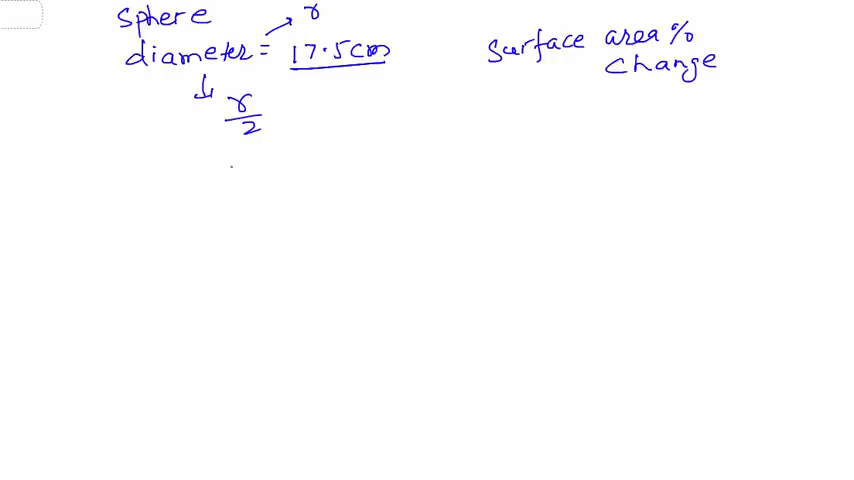 sphere
r
diameter = 17.5cm
r/2
Surface area %
change